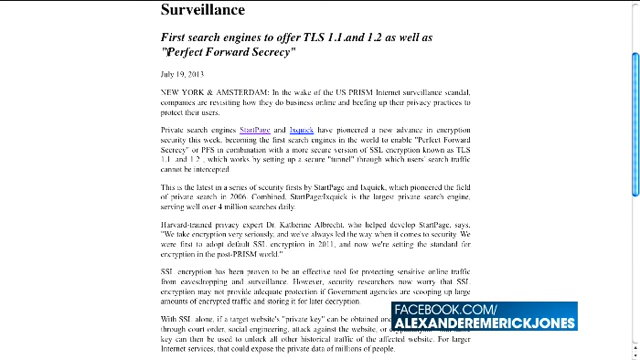 Surveillance
First search engines to offer TLS 1.1.and 1.2 as well as
"Perfect Forward Secrecy"
July 19, 2013
NEW YORK & AMSTERDAM: In the wake of the US PRISM Internet surveillance scandal,
companies are revisiting how they do business online and beefing up their privacy practices to
protect their users.
Private search engines StartPage and Ixquick have pioneered a new advance in encryption
security this week, becoming the first search engines in the world to enable "Perfect Forward
Secrecy" or PFS in combination with a more secure version of SSL encryption known as TLS
1.1. and 1.2 , which works by setting up a secure "tunnel" through which users' search traffic
cannot be intercepted.
This is the latest in a series of security firsts by StartPage and Ixquick, which pioneered the field
of private search in 2006. Combined, StartPage/Ixquick is the largest private search engine,
serving well over 4 million searches daily.
Harvard-trained privacy expert Dr. Katherine Albrecht, who helped develop StartPage, says,
"We take encryption very seriously, and we've always led the way when it comes to security. We
were first to adopt default SSL encryption in 2011, and now we're setting the standard for
encryption in the post-PRISM world."
SSL encryption has been proven to be an effective tool for protecting sensitive online traffic
from eavesdropping and surveillance. However, security researchers now worry that SSL
encryption may not provide adequate protection if Government agencies are scooping up large
amounts of encrypted traffic and storing it for later decryption.
With SSL alone, if a target website's "private key" can be obtained
through court order, social engineering, attack against the website, or
key can then be used to unlock all other historical traffic of the affected website. For larger
Internet services, that could expose the private data of millions of people.
FACEBOOK.COM/
ALEXANDEREMERICKJONES